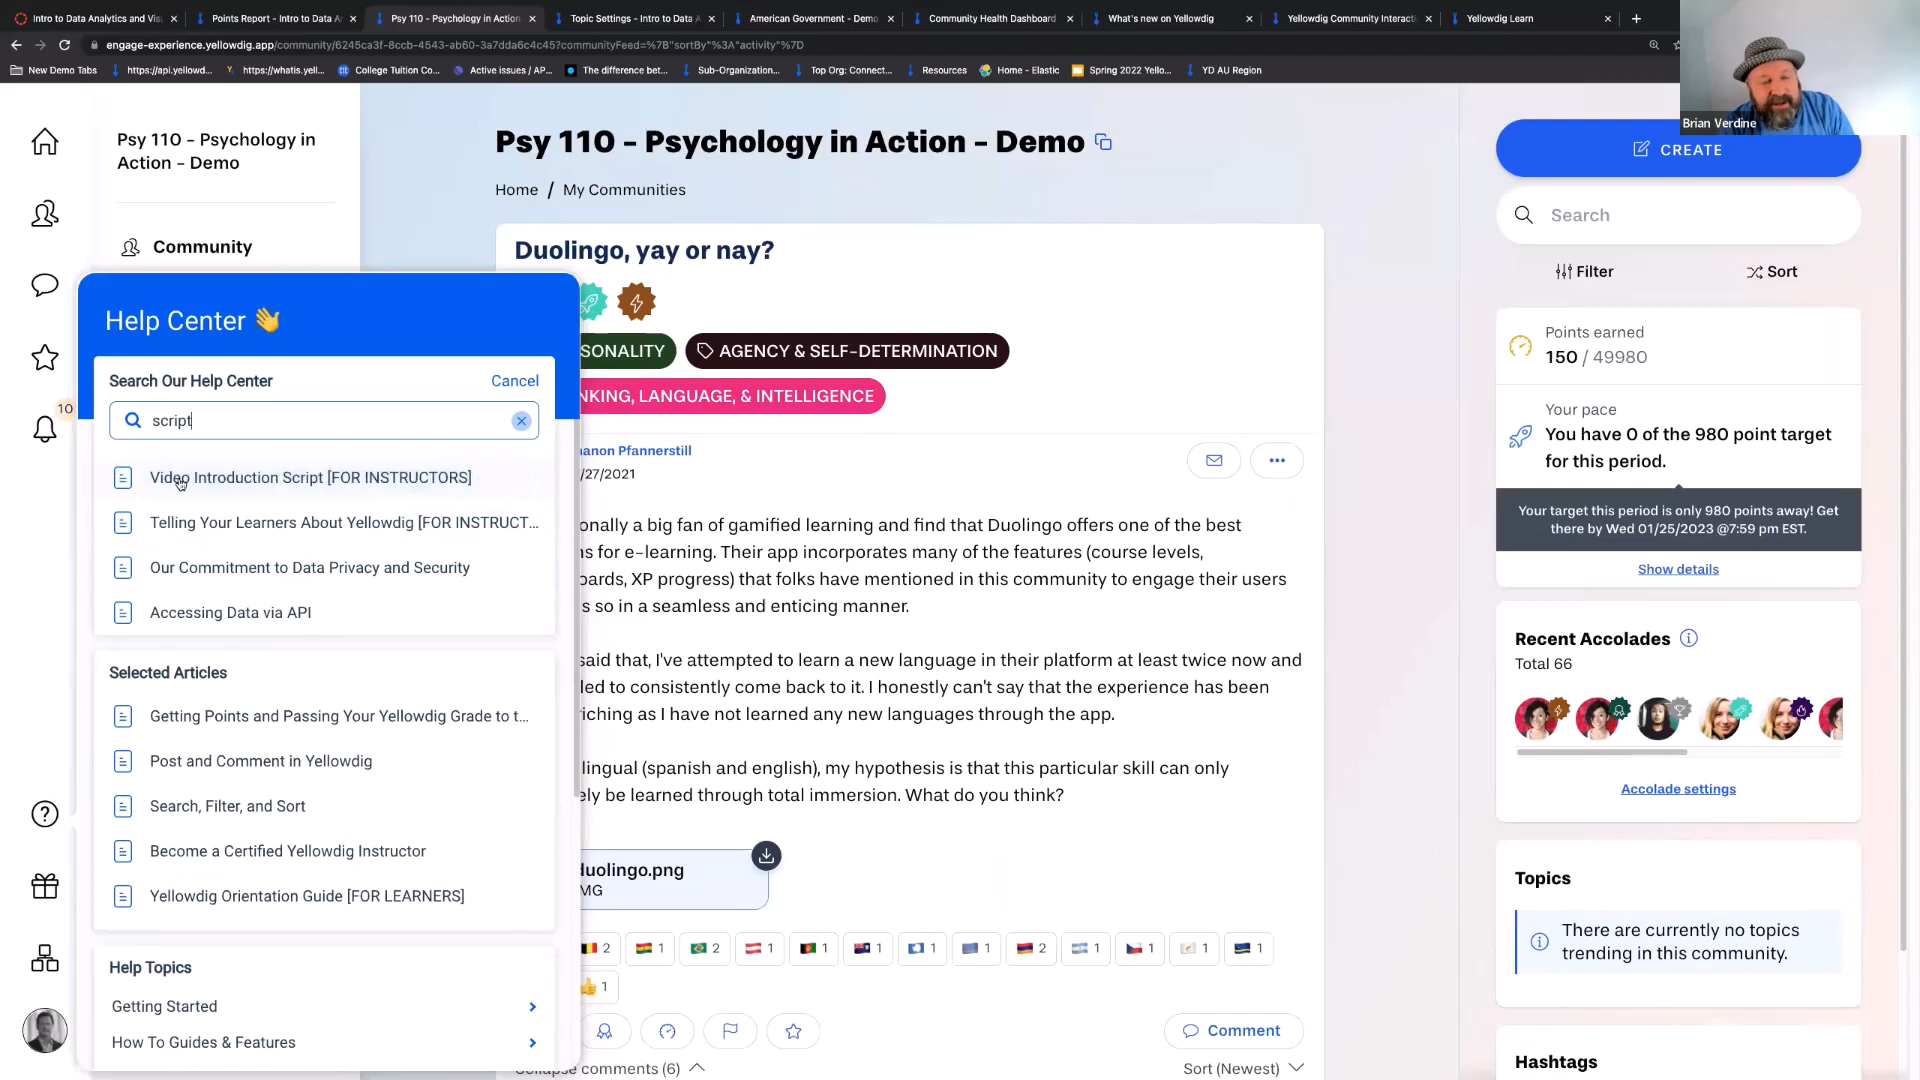 Intro to Data Analytics and Vis
Points Report - Intro to Data A
Psy 110 - Psychology in Action
Topic Settings - Intro to Data A
American Government - Demo
Community Health Dashboard
What's new on Yellowdig
Yellowdig Community Interact
Yellowdig Learn
engage-experience.yellowdig.app/community/6245ca3f-8ccb-4543-ab60-3a7dda6c4c45?communityFeed=%7B"sortBy"%3A"activity"%7D
New Demo Tabs
https://api.yellowd...
https://whatis.yell...
College Tuition Co...
Active issues / AP...
The difference bet...
Sub-Organization...
Top Org: Connect...
Resources
Home - Elastic
Spring 2022 Yello...
YD AU Region
Brian Verdine
Psy 110 - Psychology in
Action - Demo
Community
10
Psy 110 - Psychology in Action - Demo
Home / My Communities
Help Center 👋
Search Our Help Center
Cancel
script
Video Introduction Script [FOR INSTRUCTORS]
Telling Your Learners About Yellowdig [FOR INSTRUCT...
Our Commitment to Data Privacy and Security
Accessing Data via API
Selected Articles
Getting Points and Passing Your Yellowdig Grade to t...
Post and Comment in Yellowdig
Search, Filter, and Sort
Become a Certified Yellowdig Instructor
Yellowdig Orientation Guide [FOR LEARNERS]
Help Topics
Getting Started
How To Guides & Features
Duolingo, yay or nay?
SONALITY
AGENCY & SELF-DETERMINATION
NKING, LANGUAGE, & INTELLIGENCE
anon Pfannerstill
/27/2021
onally a big fan of gamified learning and find that Duolingo offers one of the best
s for e-learning. Their app incorporates many of the features (course levels,
oards, XP progress) that folks have mentioned in this community to engage their users
s so in a seamless and enticing manner.
said that, I've attempted to learn a new language in their platform at least twice now and
led to consistently come back to it. I honestly can't say that the experience has been
riching as I have not learned any new languages through the app.
lingual (spanish and english), my hypothesis is that this particular skill can only
ely be learned through total immersion. What do you think?
duolingo.png
MG
2 1 2 1 1 1 1 1 2 1 1 1 1
1
Comment
Collapse comments (6)
Sort (Newest)
CREATE
Search
Filter
Sort
Points earned
150 / 49980
Your pace
You have 0 of the 980 point target
for this period.
Your target this period is only 980 points away! Get
there by Wed 01/25/2023 @7:59 pm EST.
Show details
Recent Accolades
Total 66
Accolade settings
Topics
There are currently no topics
trending in this community.
Hashtags